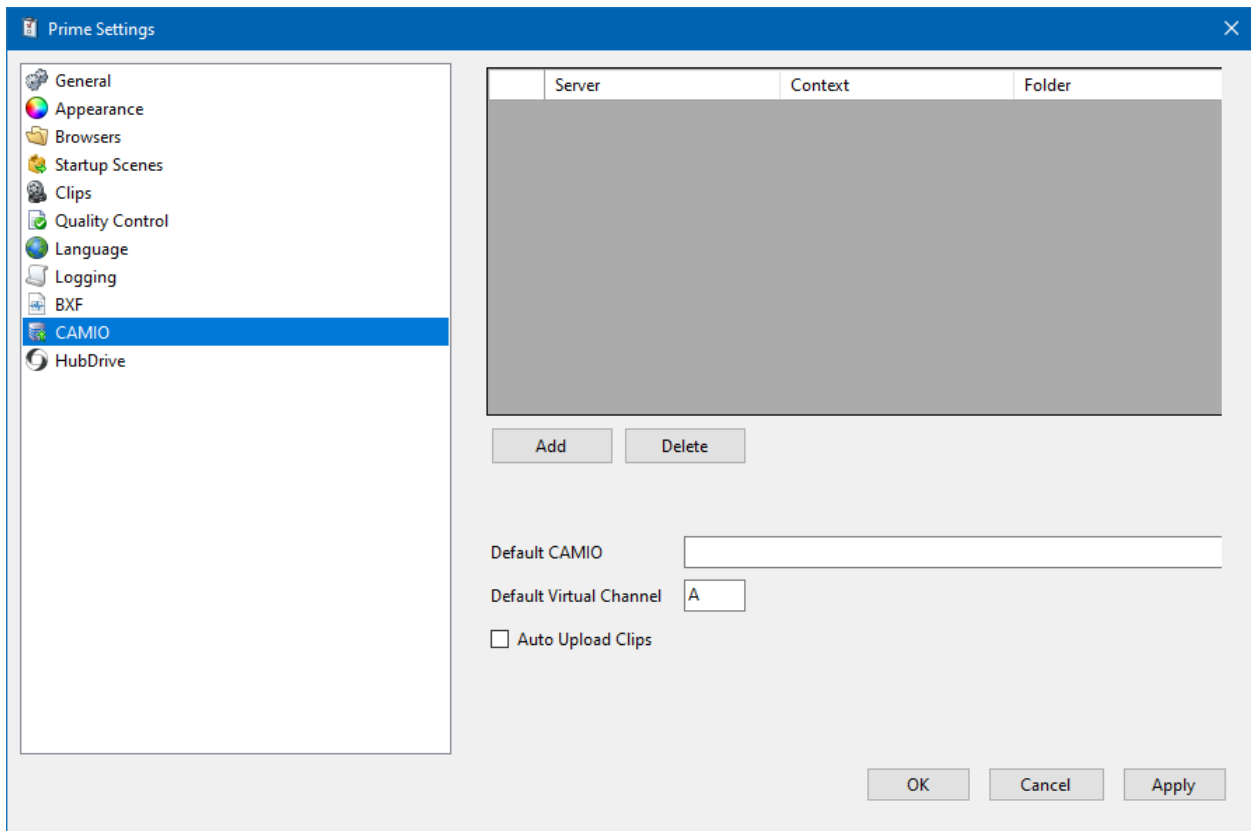 Prime Settings
General
Appearance
Browsers
Startup Scenes
Clips
Quality Control
Language
Logging
BXF
CAMIO
HubDrive
Server Context Folder
Add Delete
Default CAMIO
Default Virtual Channel A
Auto Upload Clips
OK Cancel Apply